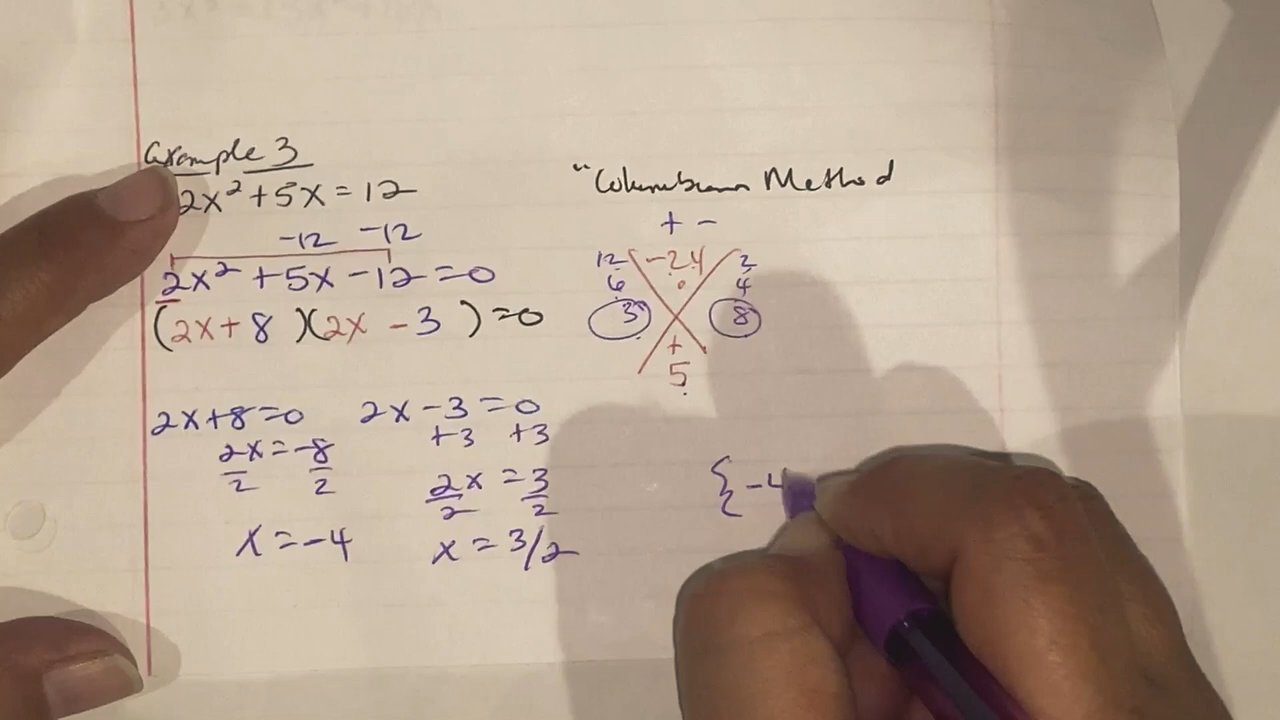 Example 3
2x² + 5x = 12
-12 -12
2x² + 5x - 12 = 0
(2x + 8)(2x - 3) = 0
2x + 8 = 0
2x = -8
2 2
x = -4
2x - 3 = 0
+3 +3
2x = 3
2 2
x = 3/2
"Columbian Method
+ -
12 -24 2
6 • 4
3 8
+
5
{-4